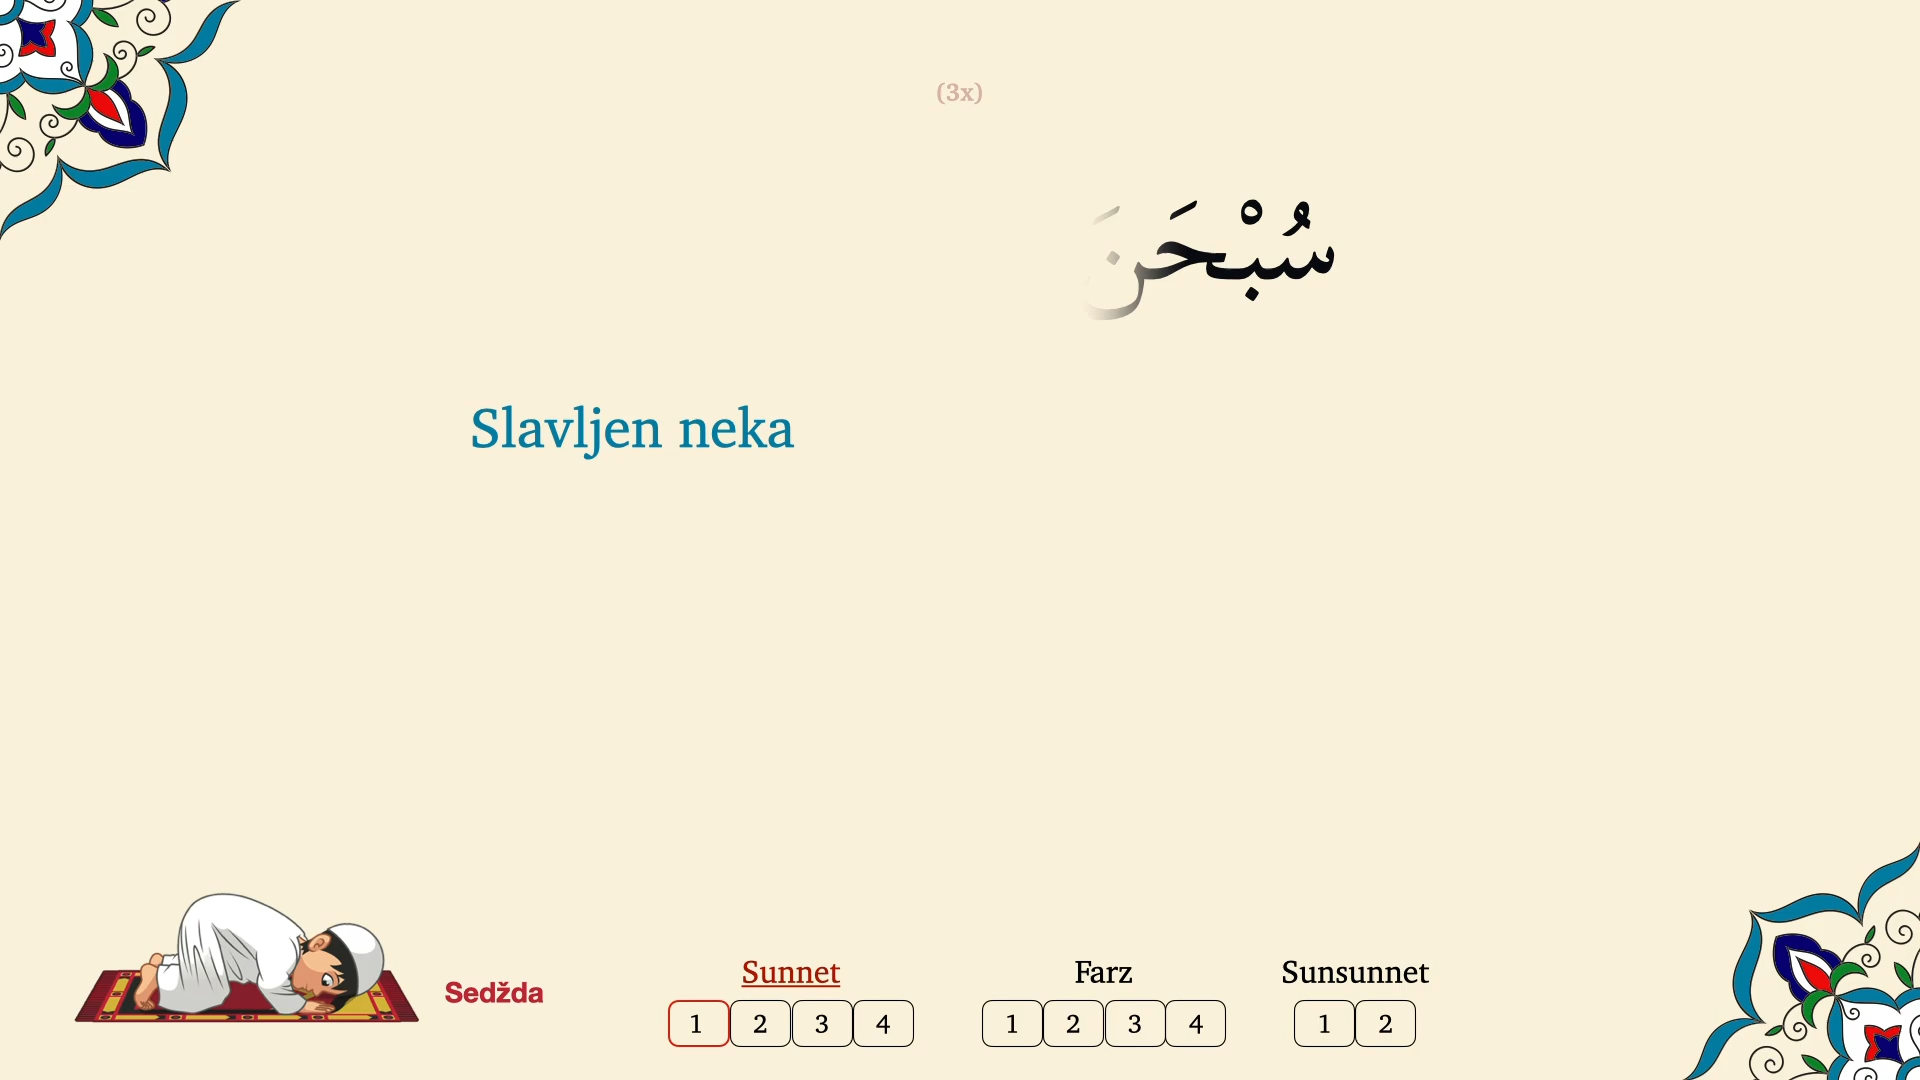 (3x)
سُبْحَنَ
Slavljen neka
Sedžda
Sunnet
1 2 3 4
Farz
1 2 3 4
Sunsunnet
1 2